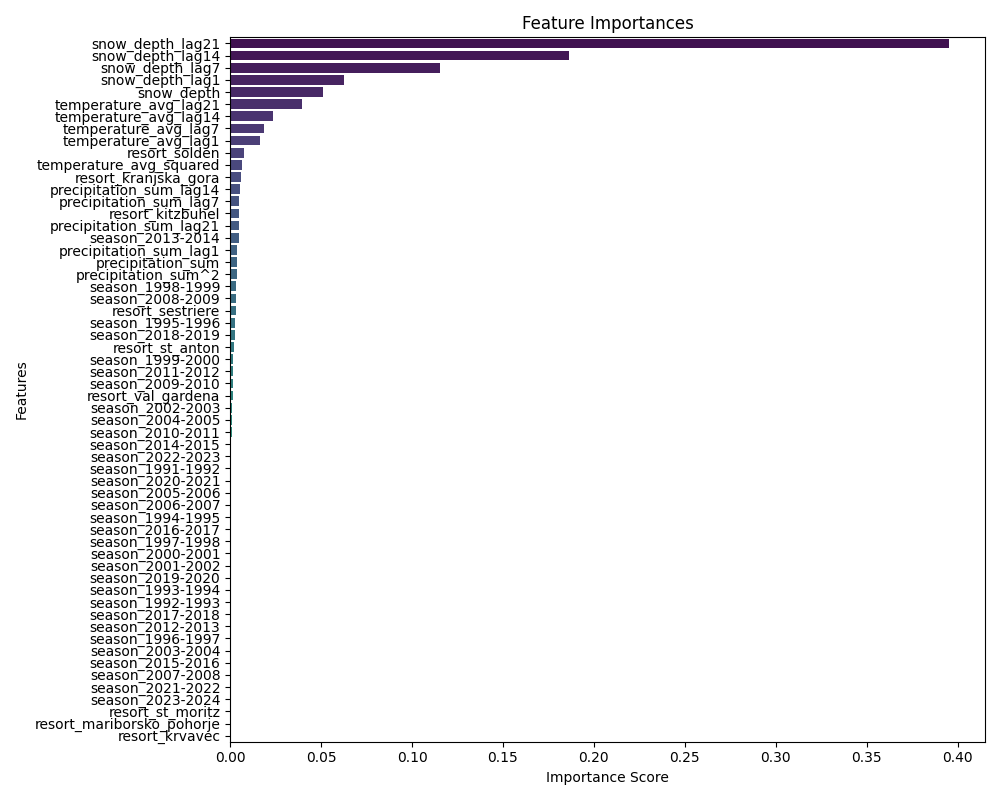 Feature Importances
snow_depth_lag21
snow_depth_lag14
snow_depth_lag7
snow_depth_lag1
snow_depth
temperature_avg_lag21
temperature_avg_lag14
temperature_avg_lag7
temperature_avg_lag1
resort_solden
temperature_avg_squared
resort_kranjska_gora
precipitation_sum_lag14
precipitation_sum_lag7
resort_kitzbuhel
precipitation_sum_lag21
season_2013-2014
precipitation_sum_lag1
precipitation_sum
precipitation_sum^2
season_1998-1999
season_2008-2009
resort_sestriere
season_1995-1996
season_2018-2019
resort_st_anton
season_1999-2000
season_2011-2012
season_2009-2010
resort_val_gardena
season_2002-2003
season_2004-2005
season_2010-2011
season_2014-2015
season_2022-2023
season_1991-1992
season_2020-2021
season_2005-2006
season_2006-2007
season_1994-1995
season_2016-2017
season_1997-1998
season_2000-2001
season_2001-2002
season_2019-2020
season_1993-1994
season_1992-1993
season_2017-2018
season_2012-2013
season_1996-1997
season_2003-2004
season_2015-2016
season_2007-2008
season_2021-2022
season_2023-2024
resort_st_moritz
resort_mariborsko_pohorje
resort_krvavec
Features
0.00 0.05 0.10 0.15 0.20 0.25 0.30 0.35 0.40
Importance Score